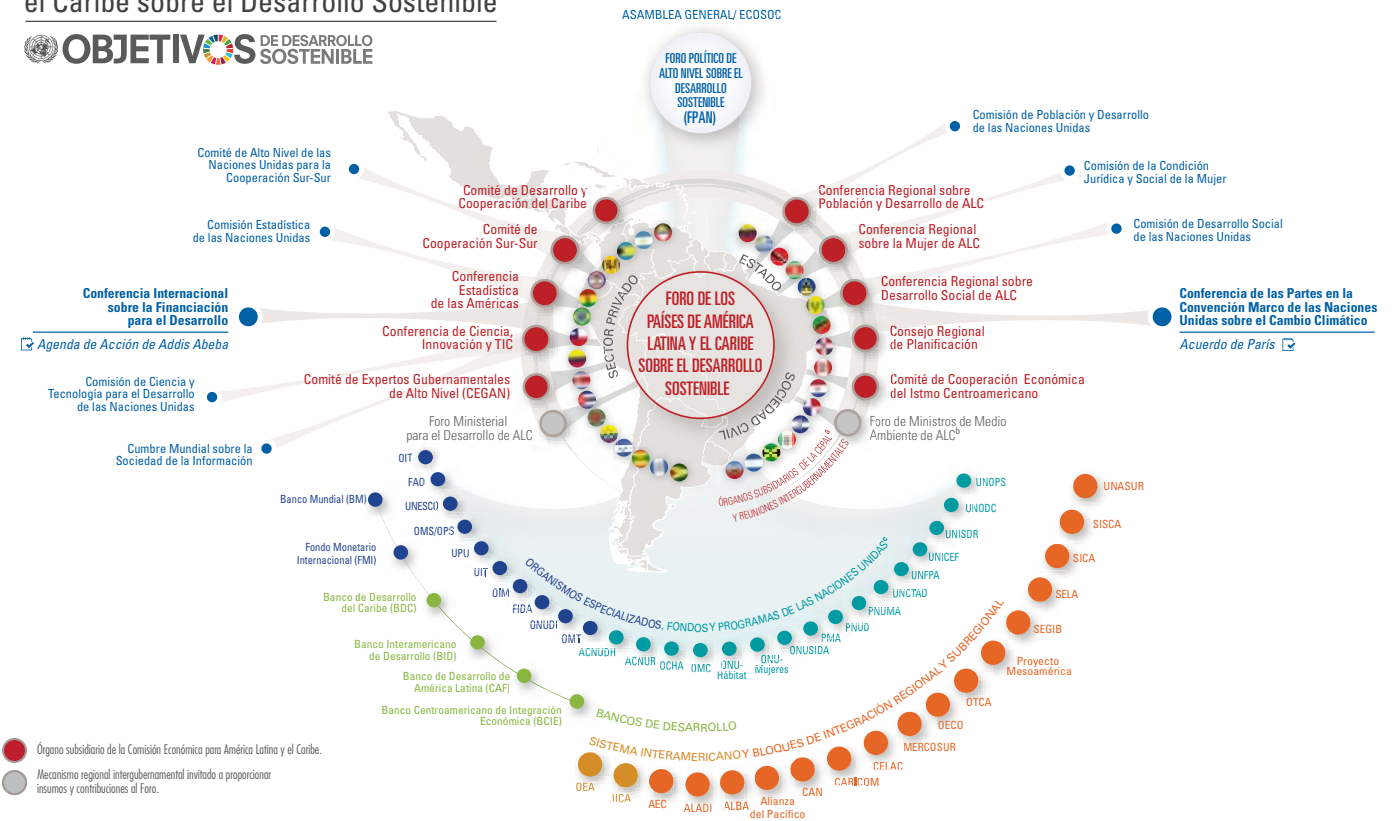 el Caribe sobre el Desarrollo Sostenible
OBJETIVOS DE DESARROLLO
SOSTENIBLE
ASAMBLEA GENERAL/ ECOSOC
FORO POLÍTICO DE
ALTO NIVEL SOBRE EL
DESARROLLO
SOSTENIBLE
(FPAN)
Comité de Alto Nivel de las
Naciones Unidas para la
Cooperación Sur-Sur
Comisión Estadística
de las Naciones Unidas
Conferencia Internacional
sobre la Financiación
para el Desarrollo
Agenda de Acción de Addis Abeba
Comisión de Ciencia y
Tecnología para el Desarrollo
de las Naciones Unidas
Cumbre Mundial sobre la
Sociedad de la Información
Comisión de Población y Desarrollo
de las Naciones Unidas
Comisión de la Condición
Jurídica y Social de la Mujer
Comisión de Desarrollo Social
de las Naciones Unidas
Conferencia de las Partes en la
Convención Marco de las Naciones
Unidas sobre el Cambio Climático
Acuerdo de París
Comité de Desarrollo y
Cooperación del Caribe
Comité de
Cooperación Sur-Sur
Conferencia
Estadística
de las Américas
Conferencia de Ciencia,
Innovación y TIC
Comité de Expertos Gubernamentales
de Alto Nivel (CEGAN)
Foro Ministerial
para el Desarrollo de ALC
Conferencia Regional sobre
Población y Desarrollo de ALC
Conferencia Regional
sobre la Mujer de ALC
Conferencia Regional sobre
Desarrollo Social de ALC
Consejo Regional
de Planificación
Comité de Cooperación Económica
del Istmo Centroamericano
Foro de Ministros de Medio
Ambiente de ALCᵇ
SECTOR PRIVADO
ESTADO
SOCIEDAD CIVIL
FORO DE LOS
PAÍSES DE AMÉRICA
LATINA Y EL CARIBE
SOBRE EL DESARROLLO
SOSTENIBLE
ÓRGANOS SUBSIDIARIOS DE LA CEPALª
Y REUNIONES INTERGUBERNAMENTALES
OIT
FAO
UNESCO
OMS/OPS
UPU
UIT
OIM
FIDA
ONUDI
OMT
ACNUDH
ACNUR
OCHA
OMC
ONU-
Hábitat
ONU-
Mujeres
ONUSIDA
PMA
PNUD
PNUMA
UNCTAD
UNFPA
UNICEF
UNISDR
UNODC
UNOPS
ORGANISMOS ESPECIALIZADOS, FONDOS Y PROGRAMAS DE LAS NACIONES UNIDASᶜ
Banco Mundial (BM)
Fondo Monetario
Internacional (FMI)
Banco de Desarrollo
del Caribe (BDC)
Banco Interamericano
de Desarrollo (BID)
Banco de Desarrollo de
América Latina (CAF)
Banco Centroamericano de Integración
Económica (BCIE)
BANCOS DE DESARROLLO
SISTEMA INTERAMERICANO Y BLOQUES DE INTEGRACIÓN REGIONAL Y SUBREGIONAL
OEA
IICA
AEC
ALADI
ALBA
Alianza
del Pacífico
CAN
CARICOM
CELAC
MERCOSUR
OECO
OTCA
Proyecto
Mesoamérica
SEGIB
SELA
SICA
SISCA
UNASUR
Órgano subsidiario de la Comisión Económica para América Latina y el Caribe.
Mecanismo regional intergubernamental invitado a proporcionar
insumos y contribuciones al Foro.